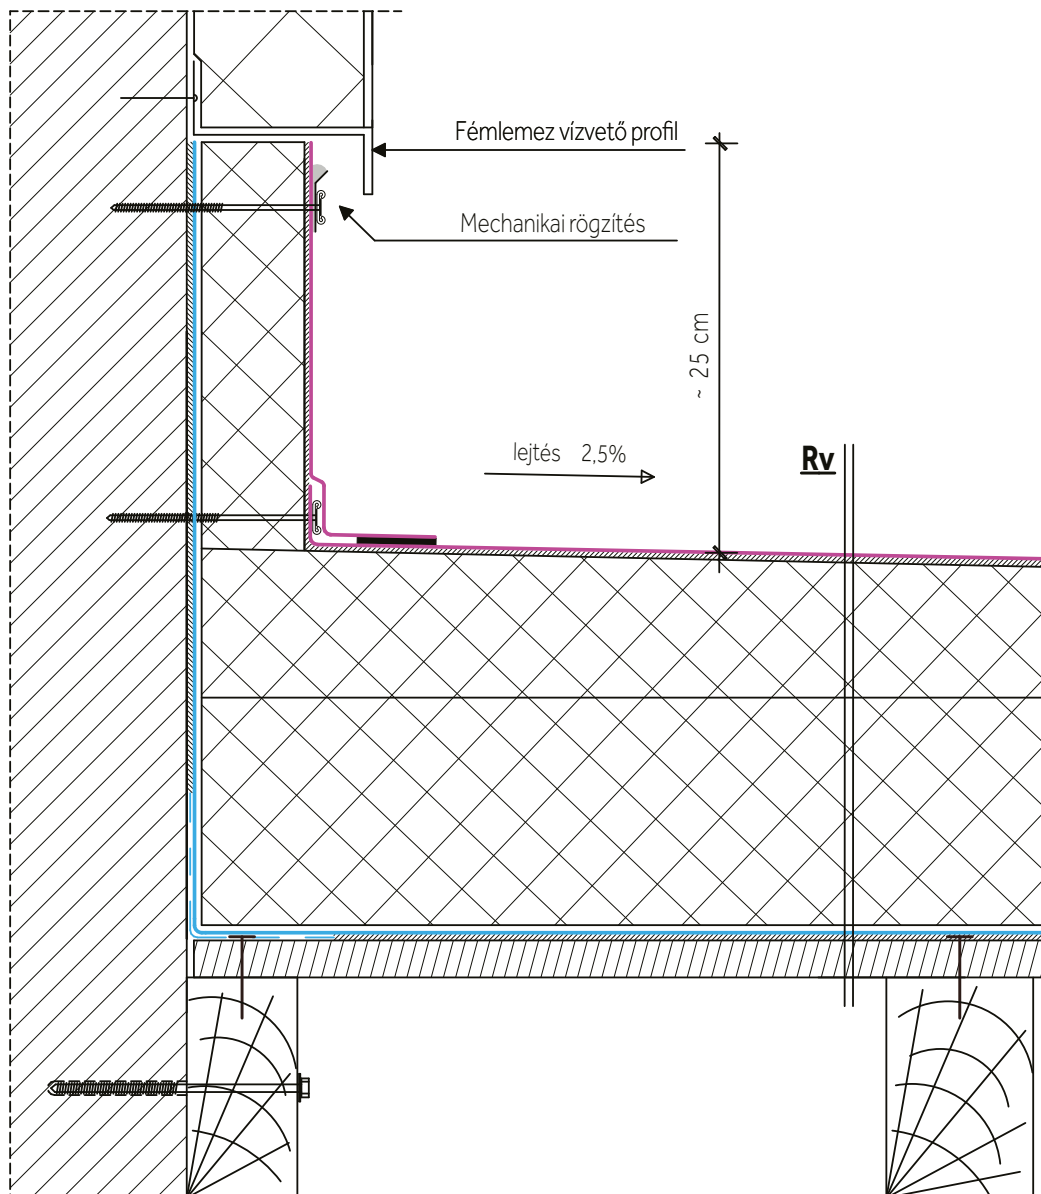 Fémlemez vízvető profil
Mechanikai rögzítés
~ 25 cm
lejtés 2,5%
Rv